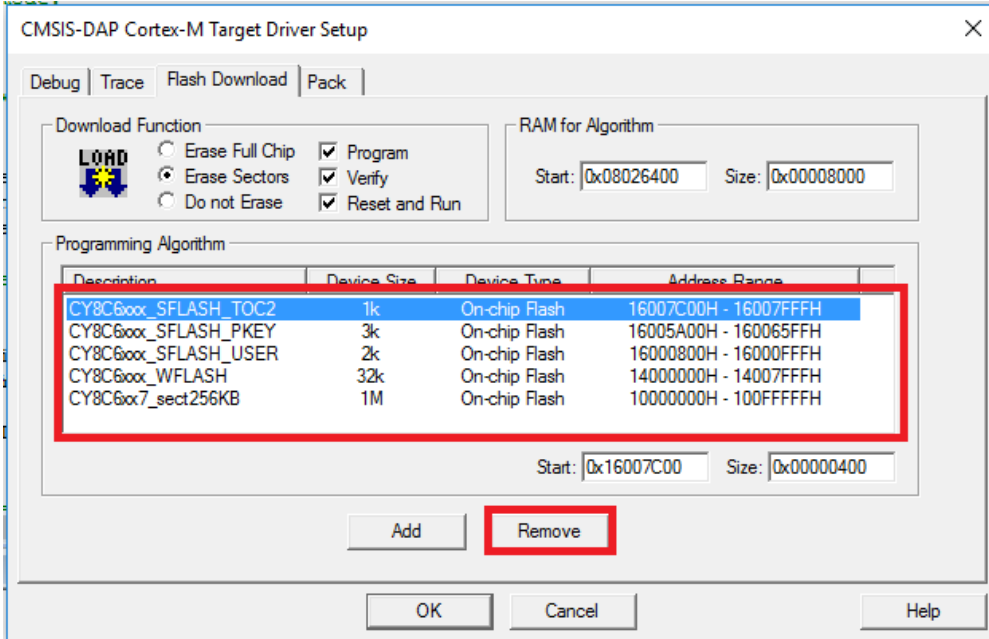 CMSIS-DAP Cortex-M Target Driver Setup
Debug Trace Flash Download Pack
Download Function
LOAD
Erase Full Chip
Erase Sectors
Do not Erase
Program
Verify
Reset and Run
RAM for Algorithm
Start: 0x08026400 Size: 0x00008000
Programming Algorithm
Description Device Size Device Type Address Range
CY8C6xxx_SFLASH_TOC2 1k On-chip Flash 16007C00H - 16007FFFH
CY8C6xxx_SFLASH_PKEY 3k On-chip Flash 16005A00H - 160065FFH
CY8C6xxx_SFLASH_USER 2k On-chip Flash 16000800H - 16000FFFH
CY8C6xxx_WFLASH 32k On-chip Flash 14000000H - 14007FFFH
CY8C6xx7_sect256KB 1M On-chip Flash 10000000H - 100FFFFFH
Start: 0x16007C00 Size: 0x00000400
Add Remove
OK Cancel Help